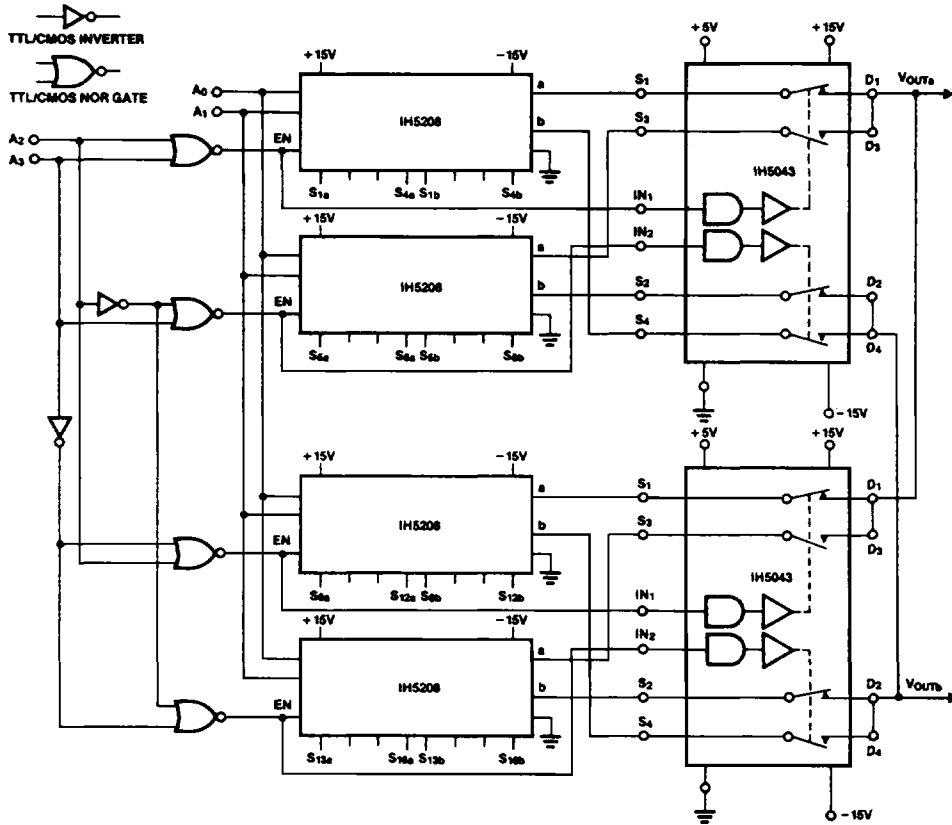 TTL/CMOS INVERTER
TTL/CMOS NOR GATE
A0
A1
A2
A3
+15V
-15V
IH5208
EN
a
b
S1a
S4a
S1b
S4b
+15V
-15V
IH5208
EN
a
b
S5a
S8a
S5b
S8b
+5V
+15V
S1
S3
IN1
IN2
S2
S4
IH5043
D1
D3
D2
D4
-15V
VOUTa
+15V
-15V
IH5208
EN
a
b
S12a
S12b
+15V
-15V
IH5208
EN
a
b
S13a
S16a
S13b
S16b
+5V
+15V
S1
S3
IN1
IN2
S2
S4
IH5043
D1
D3
D2
D4
-15V
VOUTb